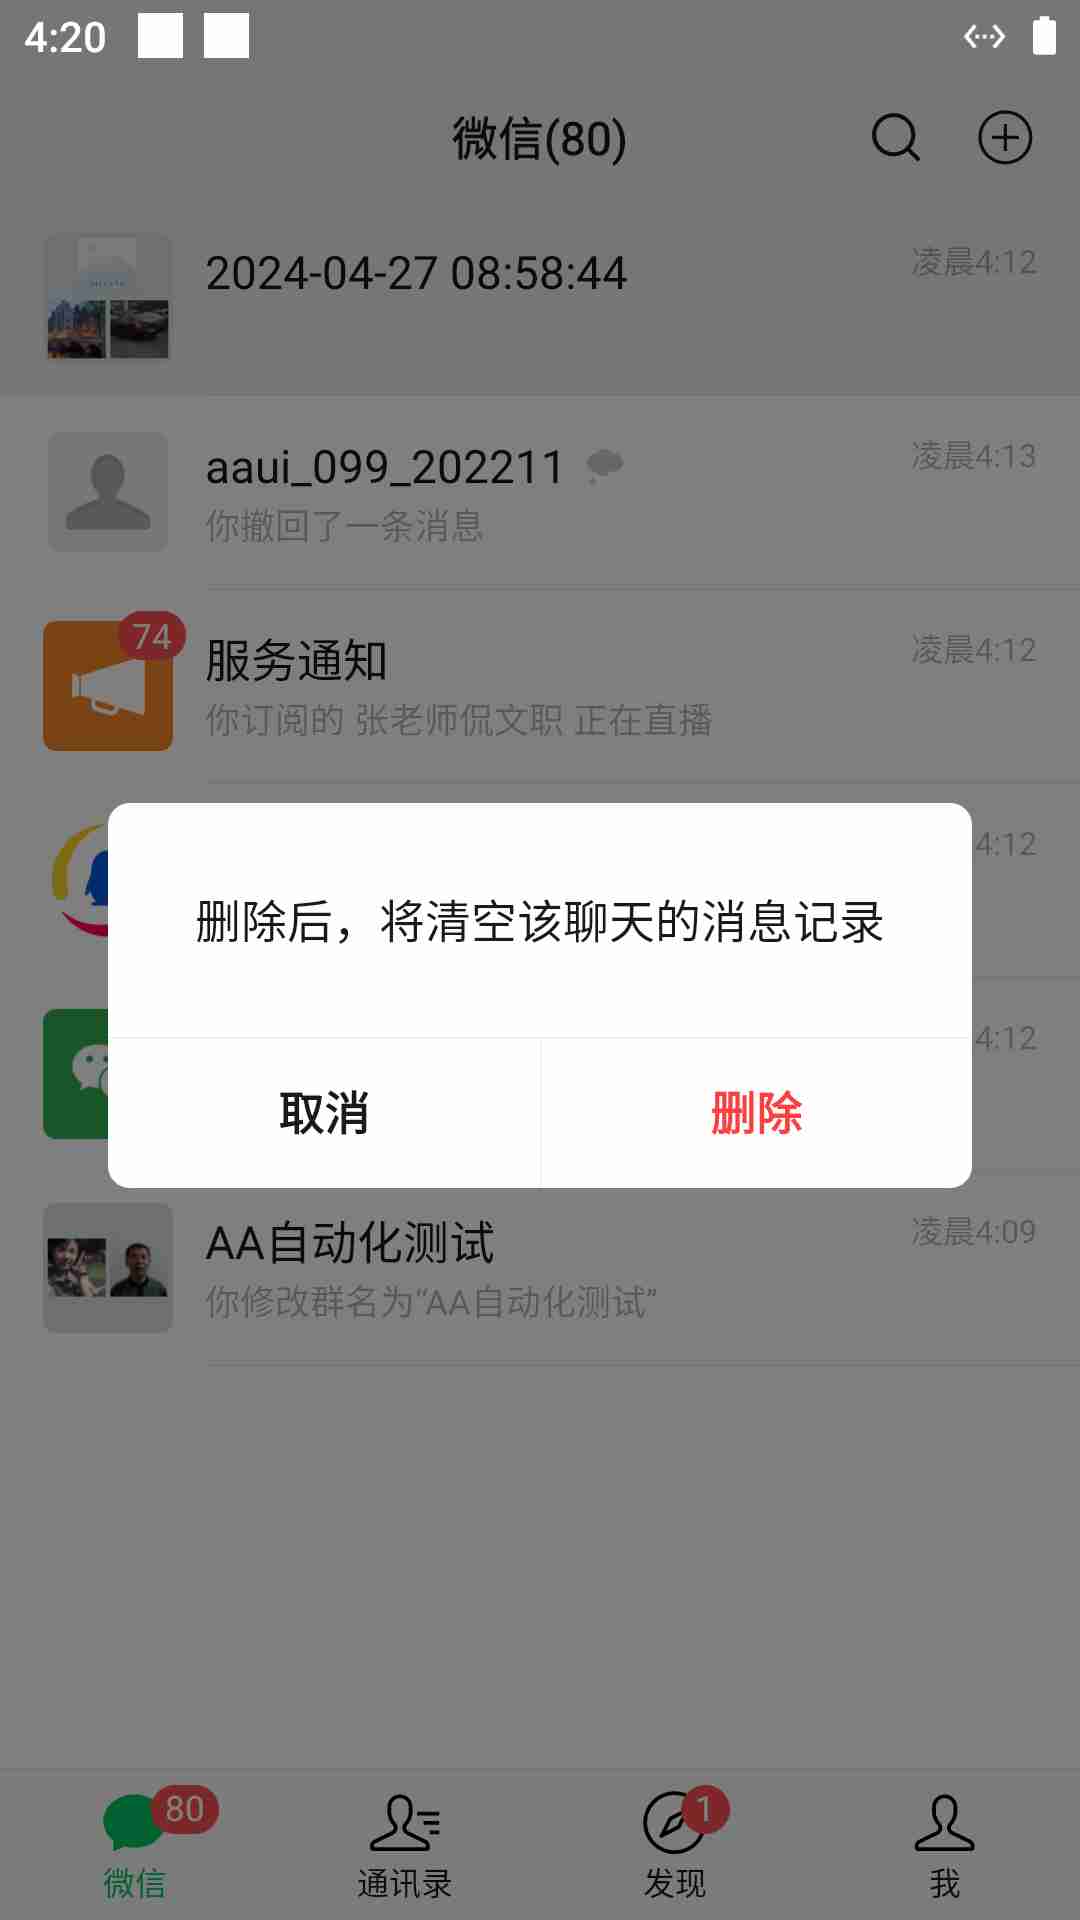 4:20
微信(80)
2024-04-27 08:58:44
凌晨4:12
aaui_099_202211
凌晨4:13
你撤回了一条消息
74
服务通知
凌晨4:12
你订阅的 张老师侃文职 正在直播
4:12
删除后，将清空该聊天的消息记录
4:12
取消
删除
AA自动化测试
凌晨4:09
你修改群名为“AA自动化测试”
80
1
微信
通讯录
发现
我